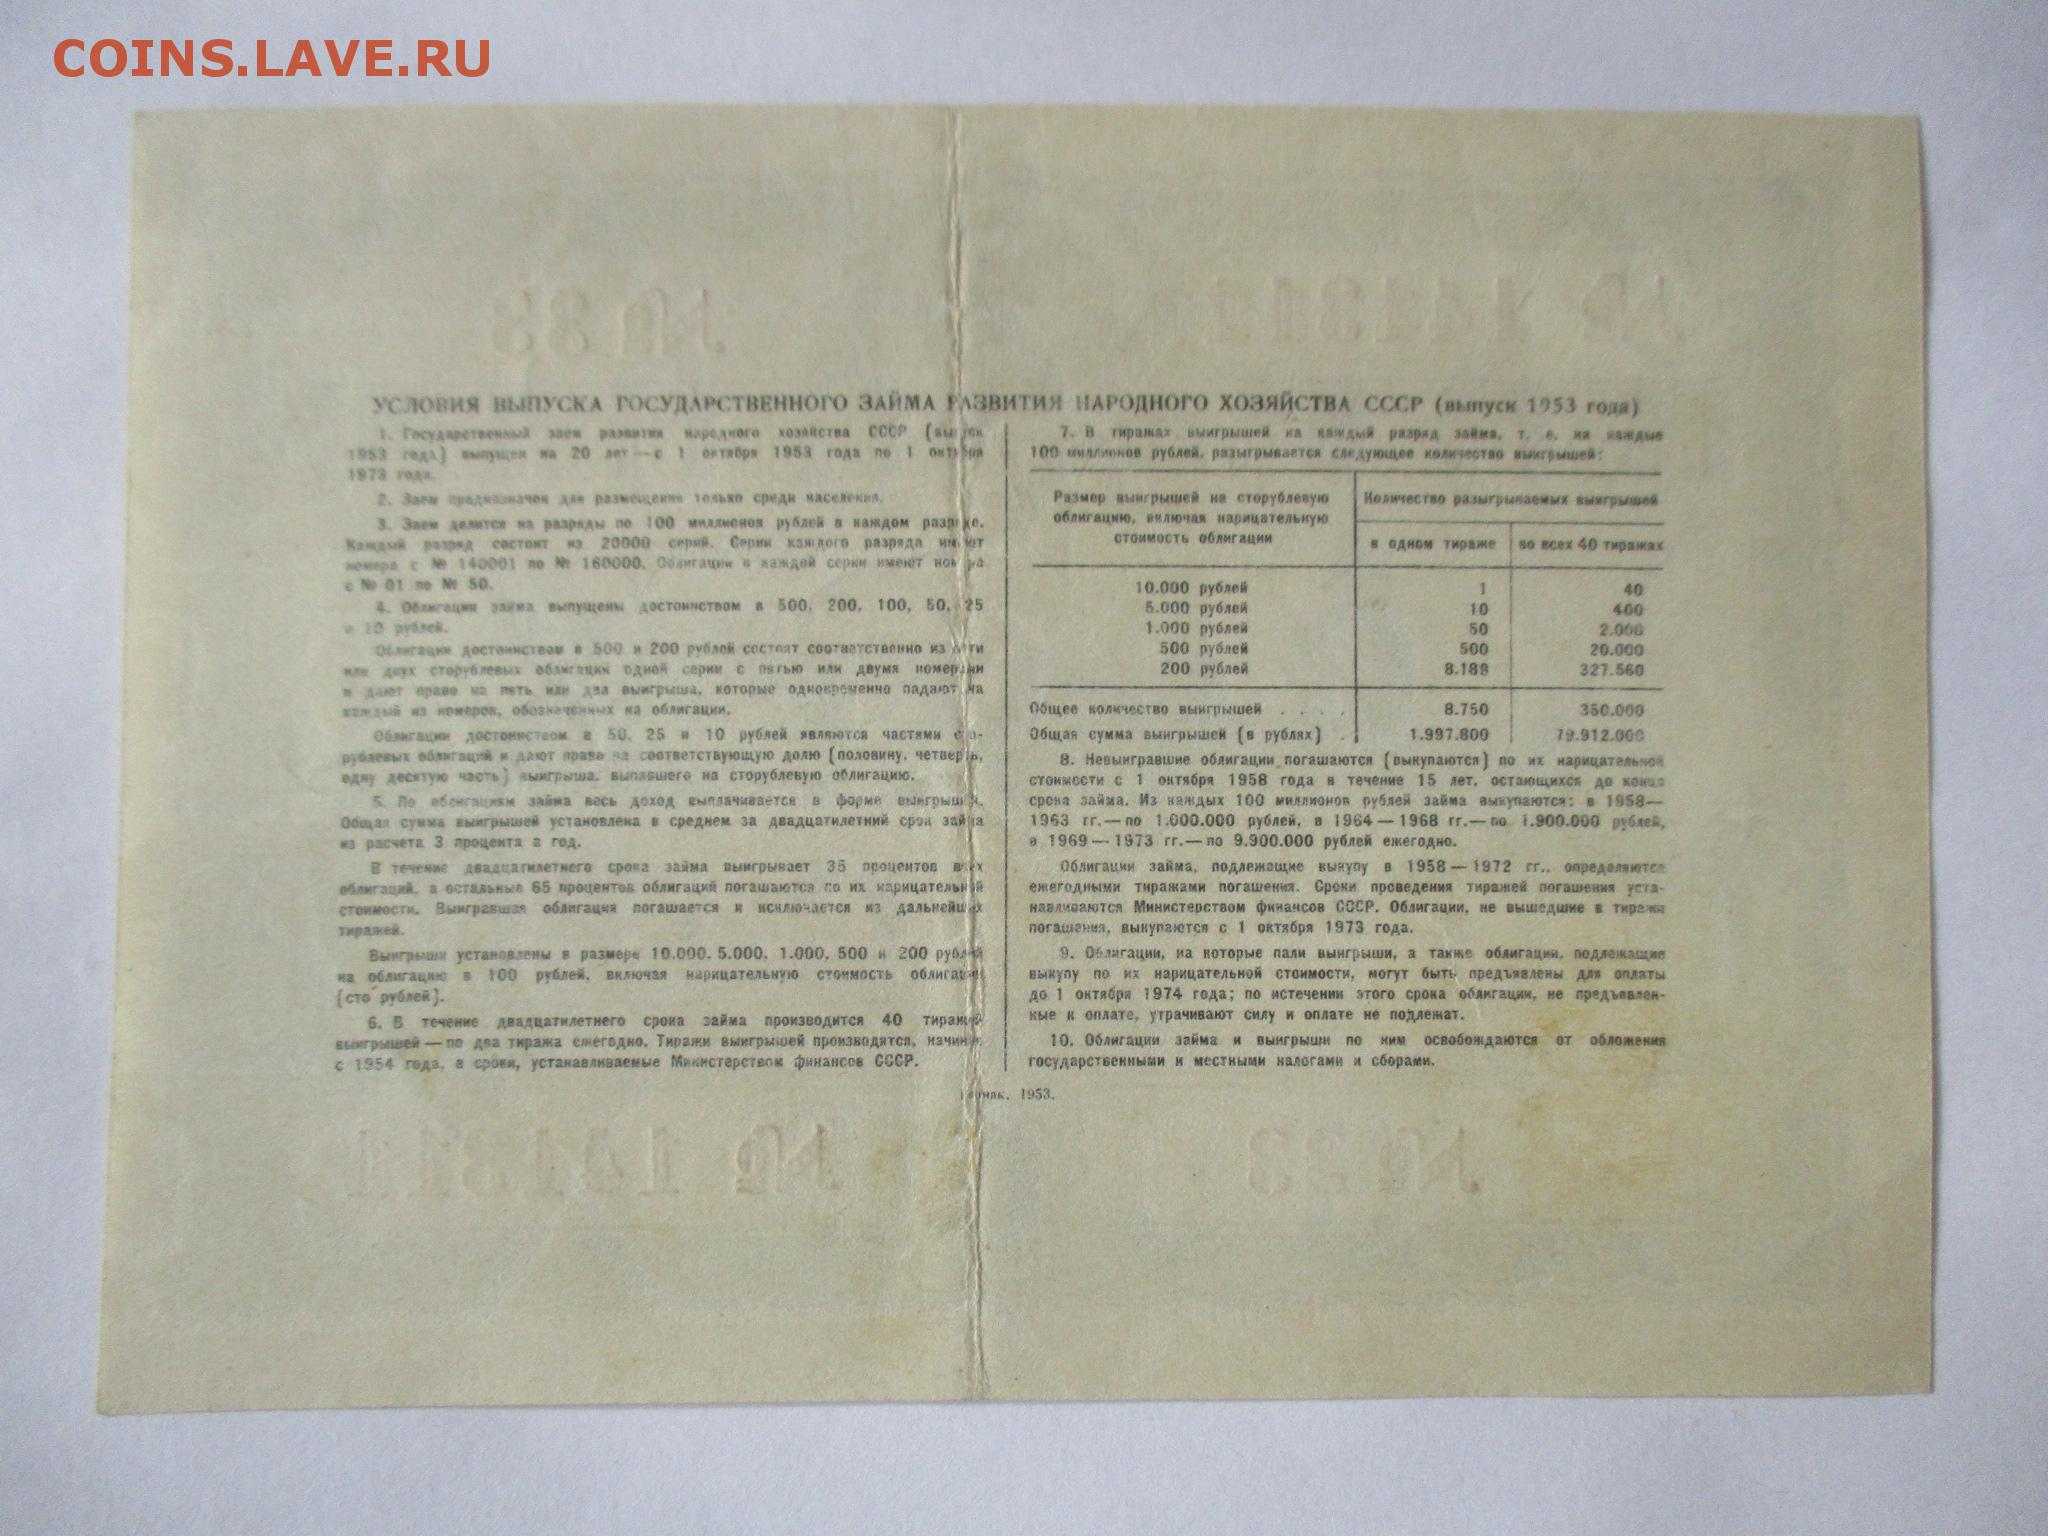 COINS.LAVE.RU
УСЛОВИЯ ВЫПУСКА ГОСУДАРСТВЕННОГО ЗАЙМА РАЗВИТИЯ НАРОДНОГО ХОЗЯЙСТВА СССР (выпуск 1953 года)
1. Государственный заем развития народного хозяйства СССР (выпуск
1953 года) выпущен на 20 лет — с 1 октября 1953 года по 1 октября
1973 года.
2. Заем предназначен для размещения только среди населения.
3. Заем делится на разряды по 100 миллионов рублей в каждом разряде.
Каждый разряд состоит из 20000 серий. Серии каждого разряда имеют
номера с № 140001 по № 160000. Облигации в каждой серии имеют номера
с № 01 по № 50.
4. Облигации займа выпущены достоинством в 500, 200, 100, 50, 25
и 10 рублей.
Облигации достоинством в 500 и 200 рублей состоят соответственно из пяти
или двух сторублевых облигаций одной серии с пятью или двумя номерами
и дают право на пять или два выигрыша, которые одновременно падают на
каждый из номеров, обозначенных на облигации.
Облигации достоинством в 50, 25 и 10 рублей являются частями сто-
рублевых облигаций и дают право на соответствующую долю (половину, четверть,
одну десятую часть) выигрыша, выпавшего на сторублевую облигацию.
5. По облигациям займа весь доход выплачивается в форме выигрышей.
Общая сумма выигрышей установлена в среднем за двадцатилетний срок займа
из расчета 3 процента в год.
В течение двадцатилетнего срока займа выигрывает 35 процентов всех
облигаций, а остальные 65 процентов облигаций погашаются по их нарицательной
стоимости. Выигравшая облигация погашается и исключается из дальнейших
тиражей.
Выигрыши установлены в размере 10.000, 5.000, 1.000, 500 и 200 рублей
на облигацию в 100 рублей, включая нарицательную стоимость облигации
(сто рублей).
6. В течение двадцатилетнего срока займа производится 40 тиражей
выигрышей — по два тиража ежегодно. Тиражи выигрышей производятся, начиная
с 1954 года, в сроки, устанавливаемые Министерством финансов СССР.
7. В тиражах выигрышей на каждый разряд займа, т. е. на каждые
100 миллионов рублей, разыгрывается следующее количество выигрышей:
Размер выигрышей на сторублевую облигацию, включая нарицательную стоимость облигации
Количество разыгрываемых выигрышей
в одном тираже во всех 40 тиражах
10.000 рублей 1 40
5.000 рублей 10 400
1.000 рублей 50 2.000
500 рублей 500 20.000
200 рублей 8.189 327.560
Общее количество выигрышей . . . . 8.750 350.000
Общая сумма выигрышей (в рублях) . 1.997.800 79.912.000
8. Невыигравшие облигации погашаются (выкупаются) по их нарицательной
стоимости с 1 октября 1958 года в течение 15 лет, остающихся до конца
срока займа. Из каждых 100 миллионов рублей займа выкупаются: в 1958—
1963 гг. — по 1.000.000 рублей, в 1964 — 1968 гг. — по 1.900.000 рублей,
в 1969 — 1973 гг. — по 9.900.000 рублей ежегодно.
Облигации займа, подлежащие выкупу в 1958 — 1972 гг., определяются
ежегодными тиражами погашения. Сроки проведения тиражей погашения уста-
навливаются Министерством финансов СССР. Облигации, не вышедшие в тиражи
погашения, выкупаются с 1 октября 1973 года.
9. Облигации, на которые пали выигрыши, а также облигации, подлежащие
выкупу по их нарицательной стоимости, могут быть предъявлены для оплаты
до 1 октября 1974 года; по истечении этого срока облигации, не предъявлен-
ные к оплате, утрачивают силу и оплате не подлежат.
10. Облигации займа и выигрыши по ним освобождаются от обложения
государственными и местными налогами и сборами.
Гознак. 1953.